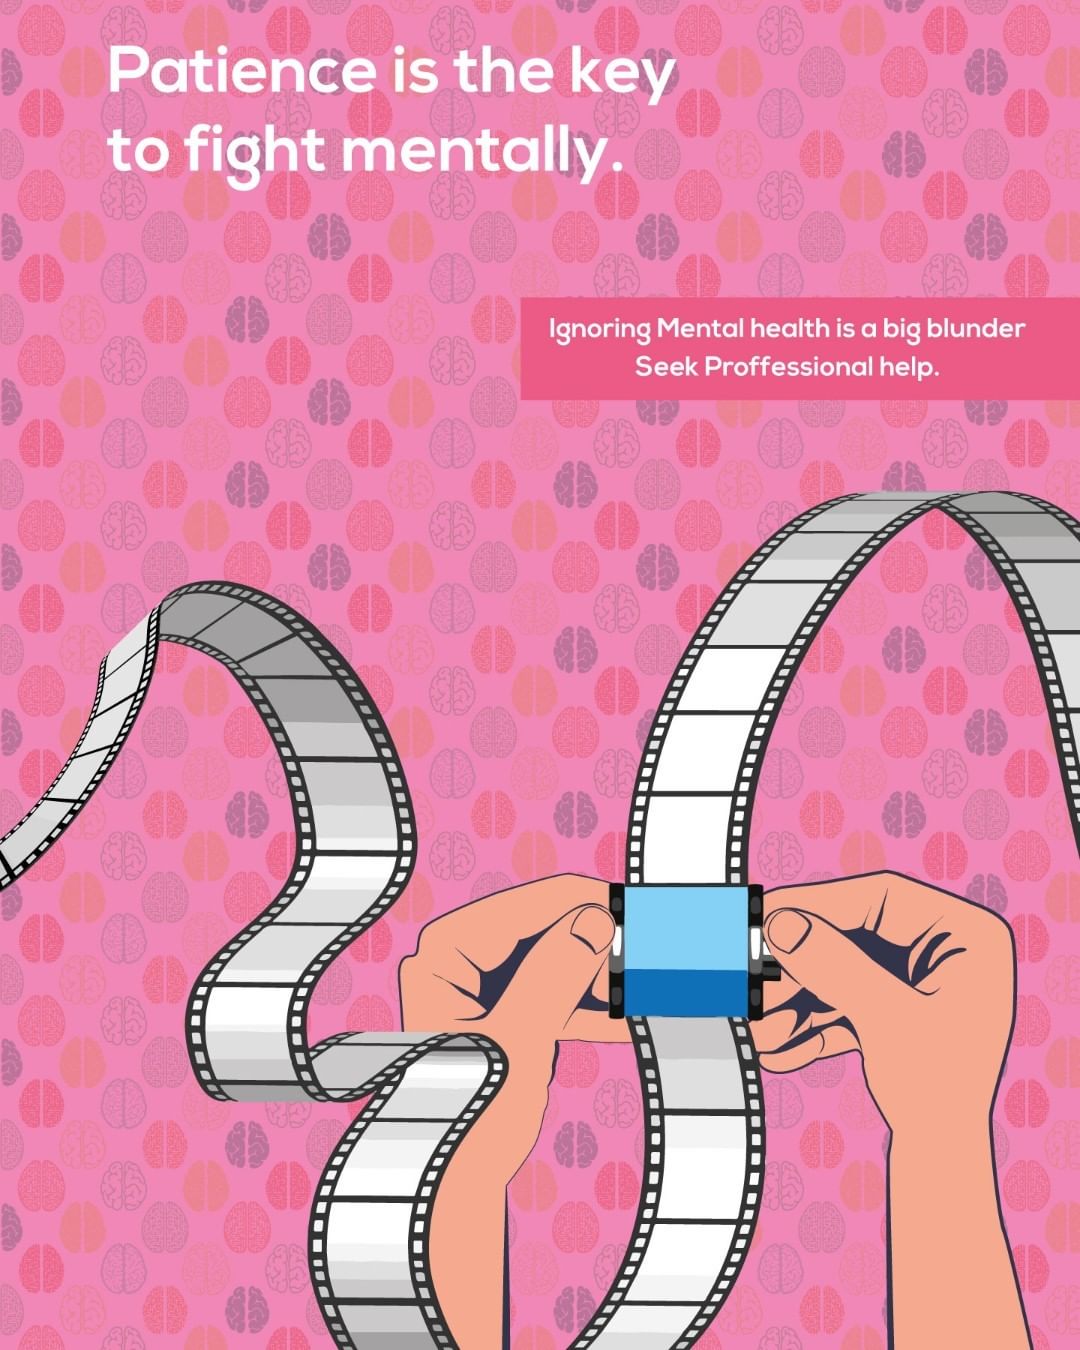 Patience is the key
to fight mentally.
Ignoring Mental health is a big blunder
Seek Proffessional help.